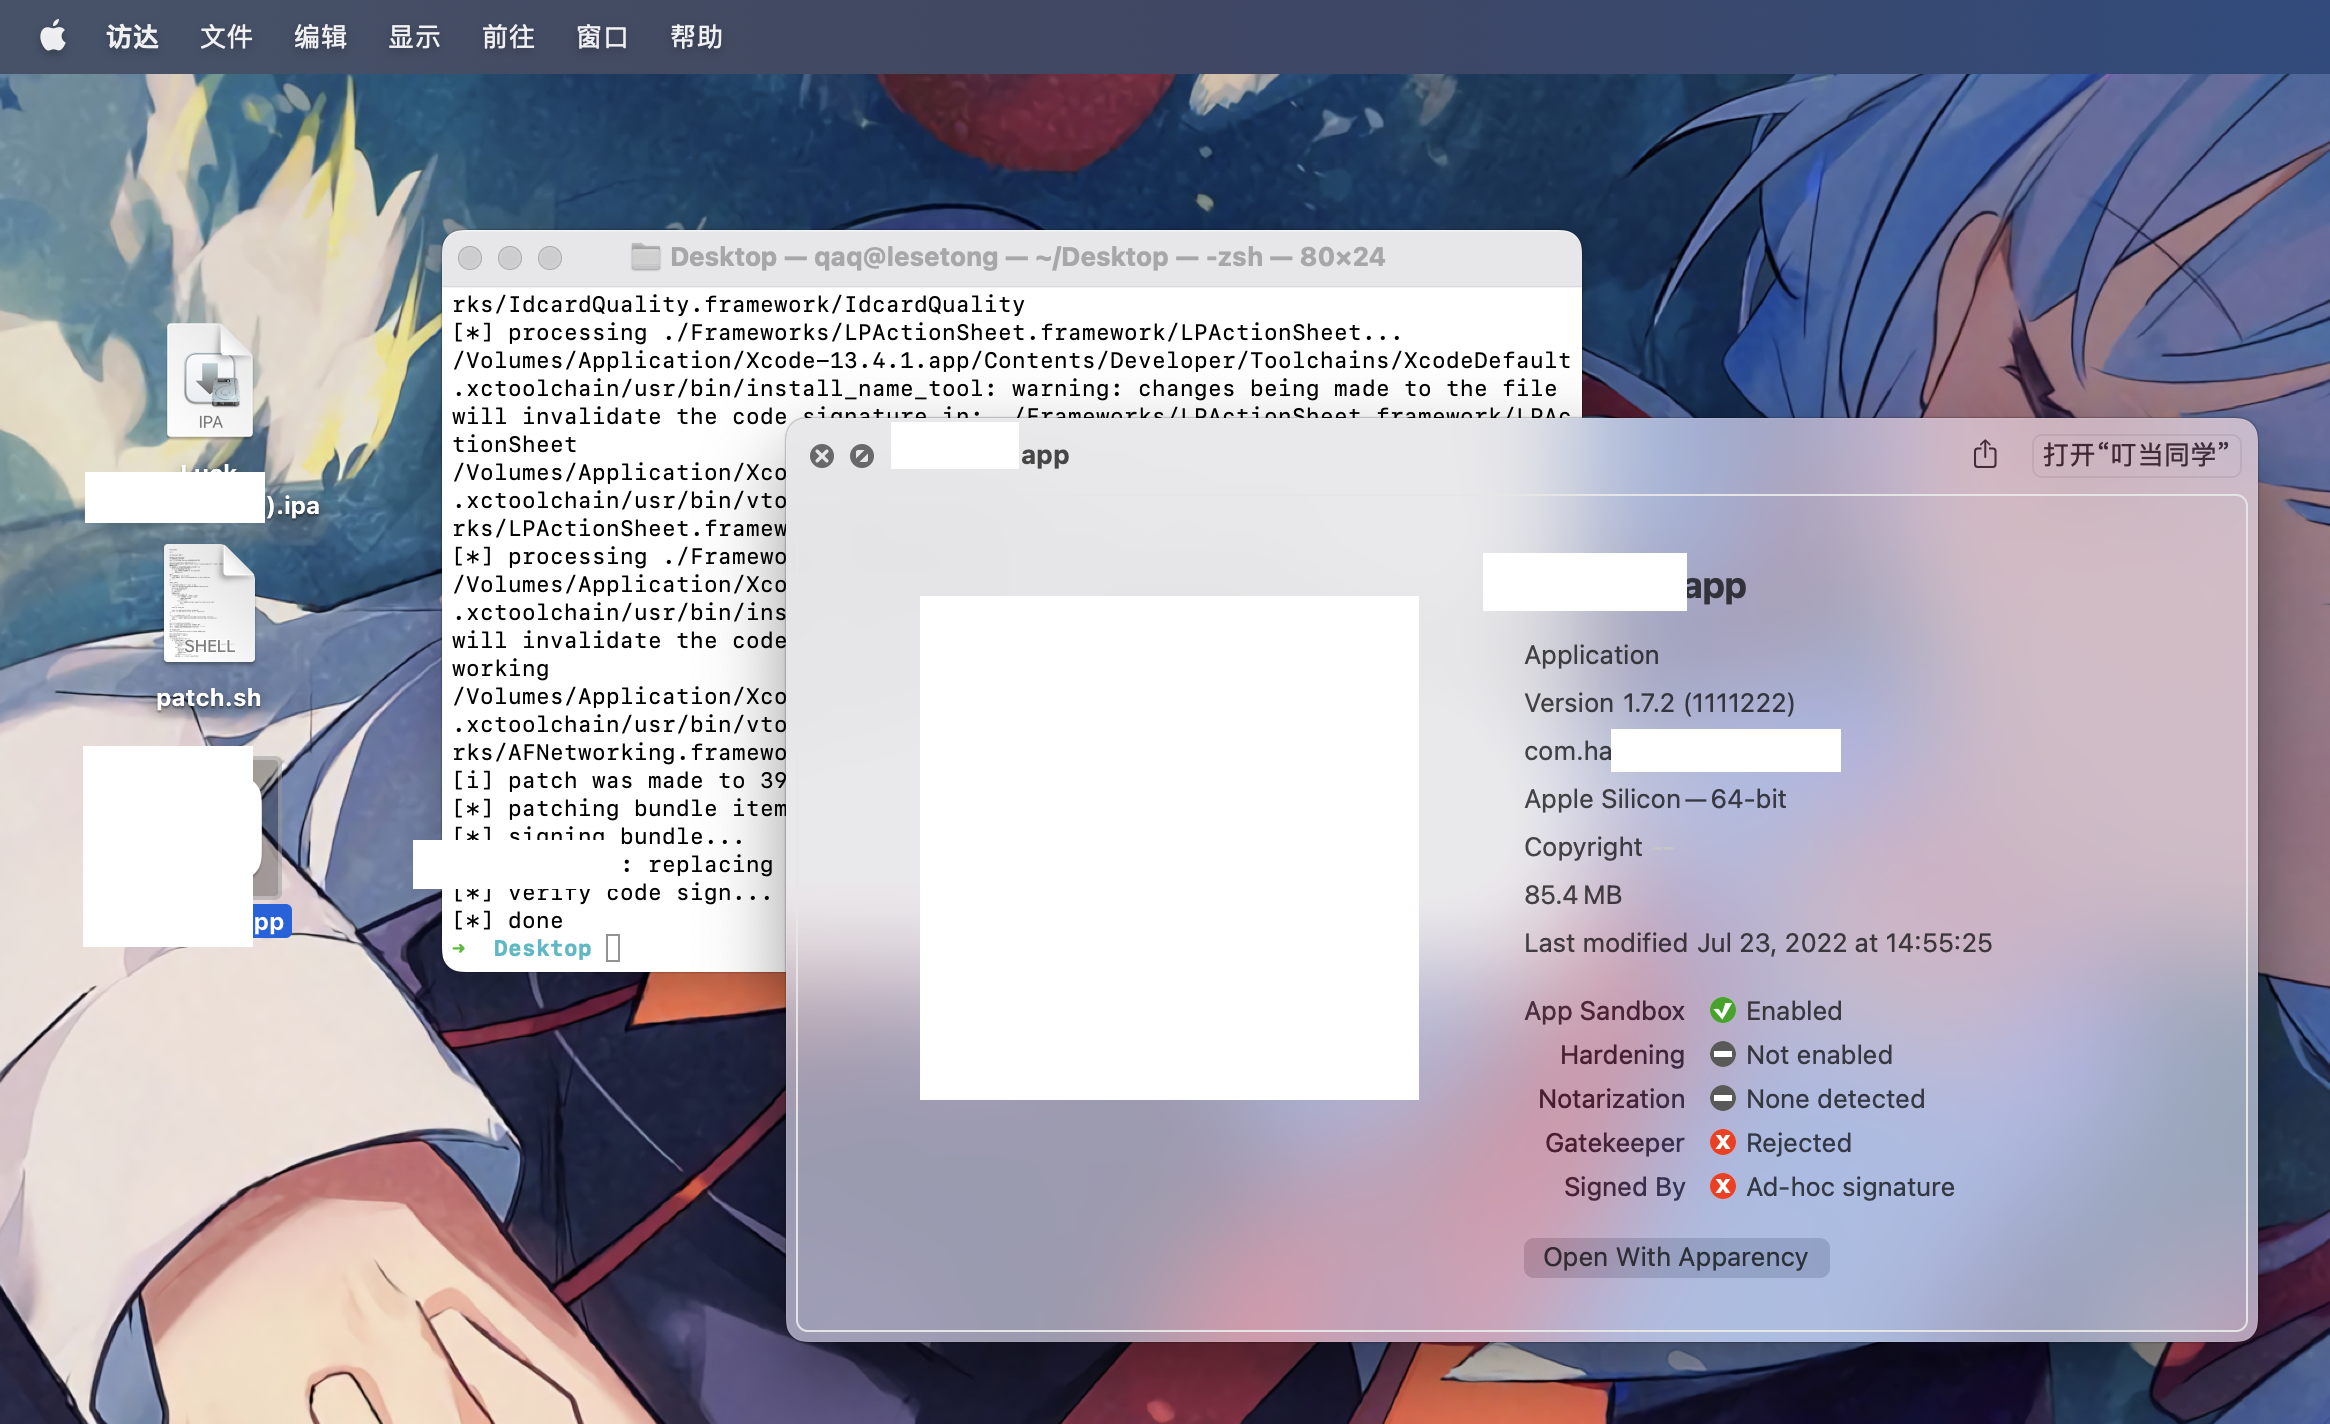 访达 文件 编辑 显示 前往 窗口 帮助
Desktop — qaq@lesetong — ~/Desktop — -zsh — 80×24
rks/IdcardQuality.framework/IdcardQuality
[*] processing ./Frameworks/LPActionSheet.framework/LPActionSheet...
/Volumes/Application/Xcode-13.4.1.app/Contents/Developer/Toolchains/XcodeDefault
.xctoolchain/usr/bin/install_name_tool: warning: changes being made to the file
will invalidate the code signature in: ./Frameworks/LPActionSheet.framework/LPAc
tionSheet
/Volumes/Application/Xco
.xctoolchain/usr/bin/vto
rks/LPActionSheet.framew
[*] processing ./Framewo
/Volumes/Application/Xco
.xctoolchain/usr/bin/ins
will invalidate the code
working
/Volumes/Application/Xco
.xctoolchain/usr/bin/vto
rks/AFNetworking.framewo
[i] patch was made to 39
[*] patching bundle item
[*] signing bundle...
: replacing
[*] verify code sign...
[*] done
➜ Desktop
IPA
).ipa
SHELL
patch.sh
pp
app
打开“叮当同学”
app
Application
Version 1.7.2 (1111222)
com.ha
Apple Silicon — 64-bit
Copyright —
85.4 MB
Last modified Jul 23, 2022 at 14:55:25
App Sandbox Enabled
Hardening Not enabled
Notarization None detected
Gatekeeper Rejected
Signed By Ad-hoc signature
Open With Apparency